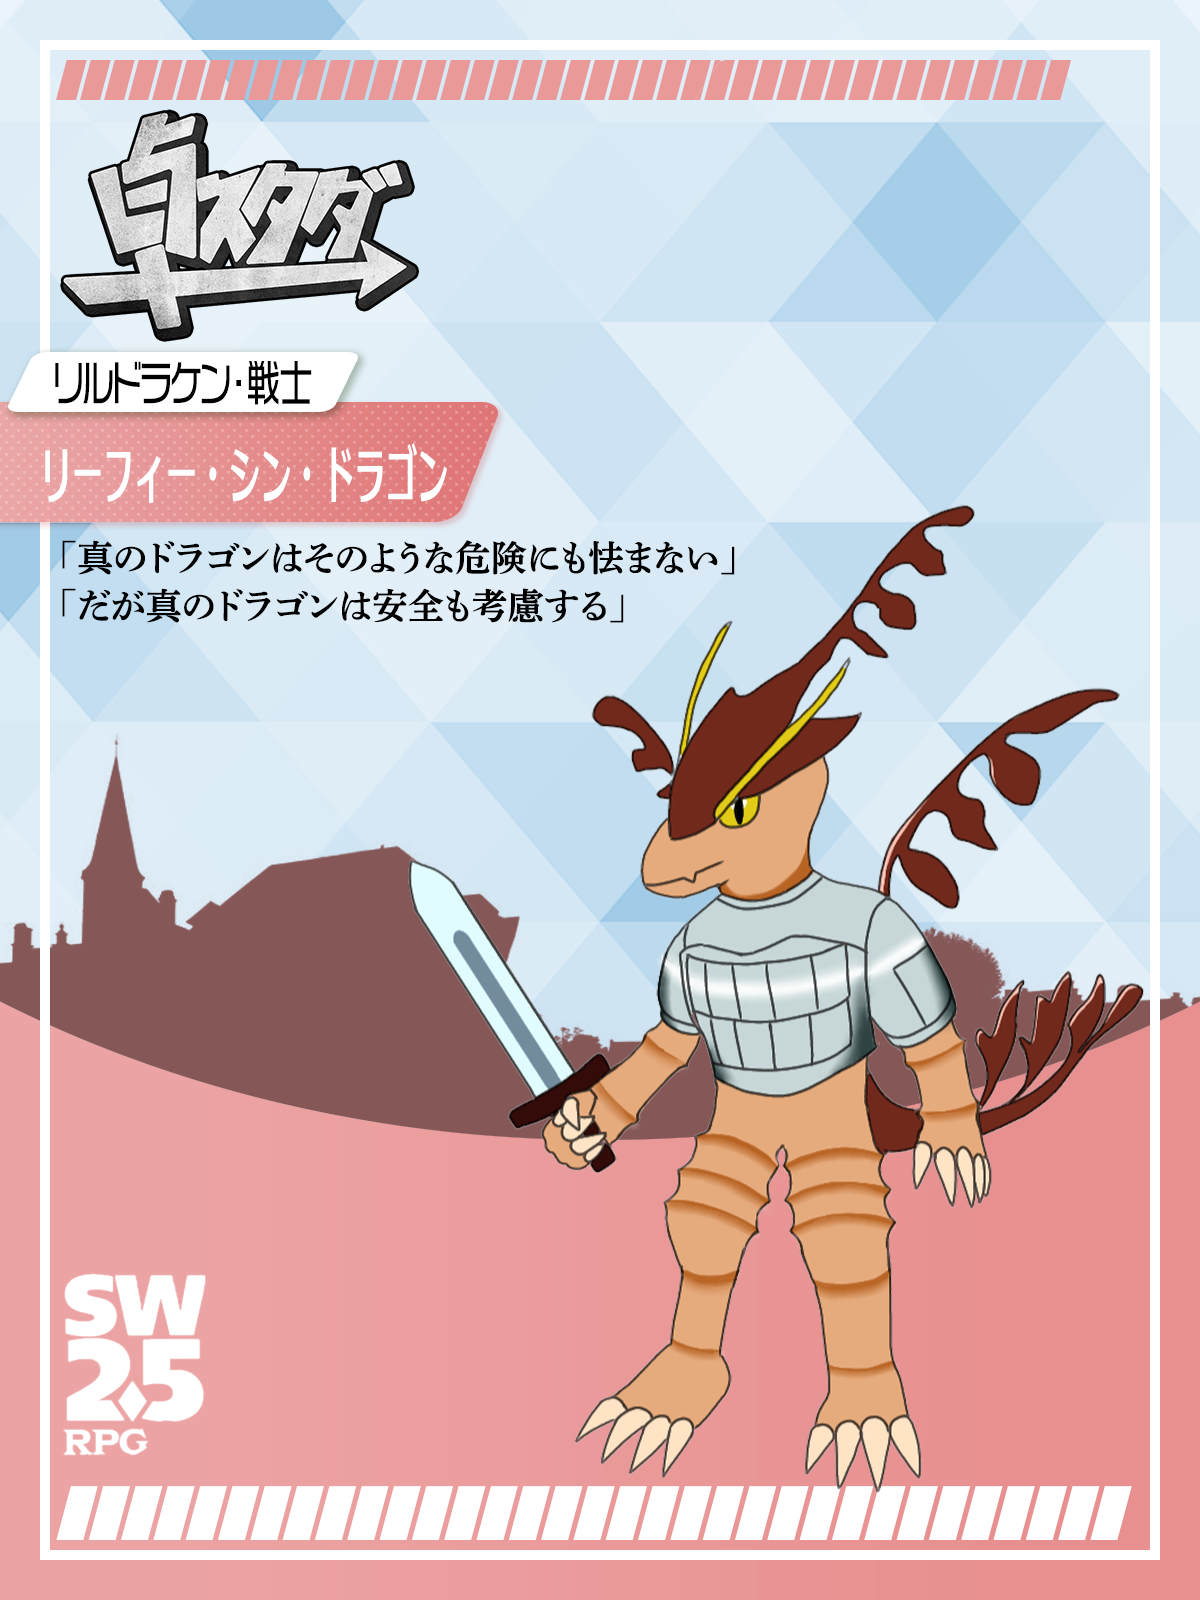 卓スタダ
リルドラケン・戦士
リーフィー・シン・ドラゴン
「真のドラゴンはそのような危険にも怯まない」
「だが真のドラゴンは安全も考慮する」
SW
2.5
RPG